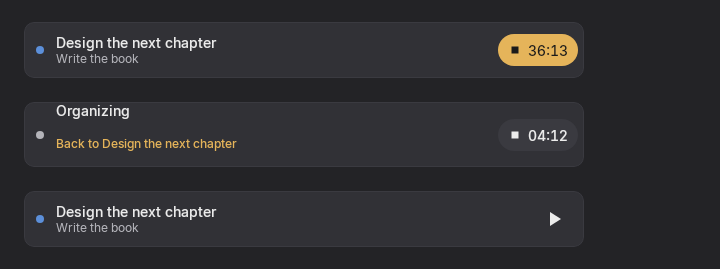 Design the next chapter
Write the book
36:13
Organizing
Back to Design the next chapter
04:12
Design the next chapter
Write the book